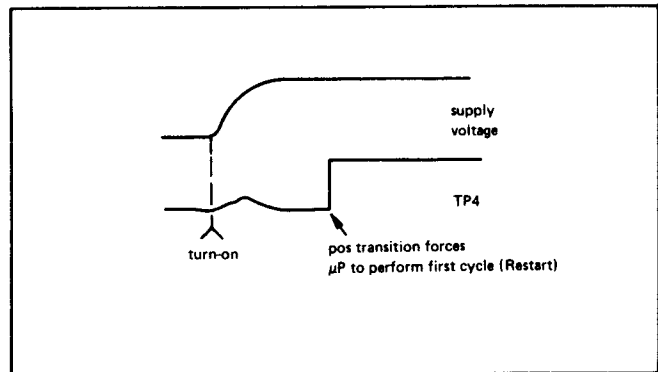 supply
voltage
TP4
turn-on
pos transition forces
μP to perform first cycle (Restart)